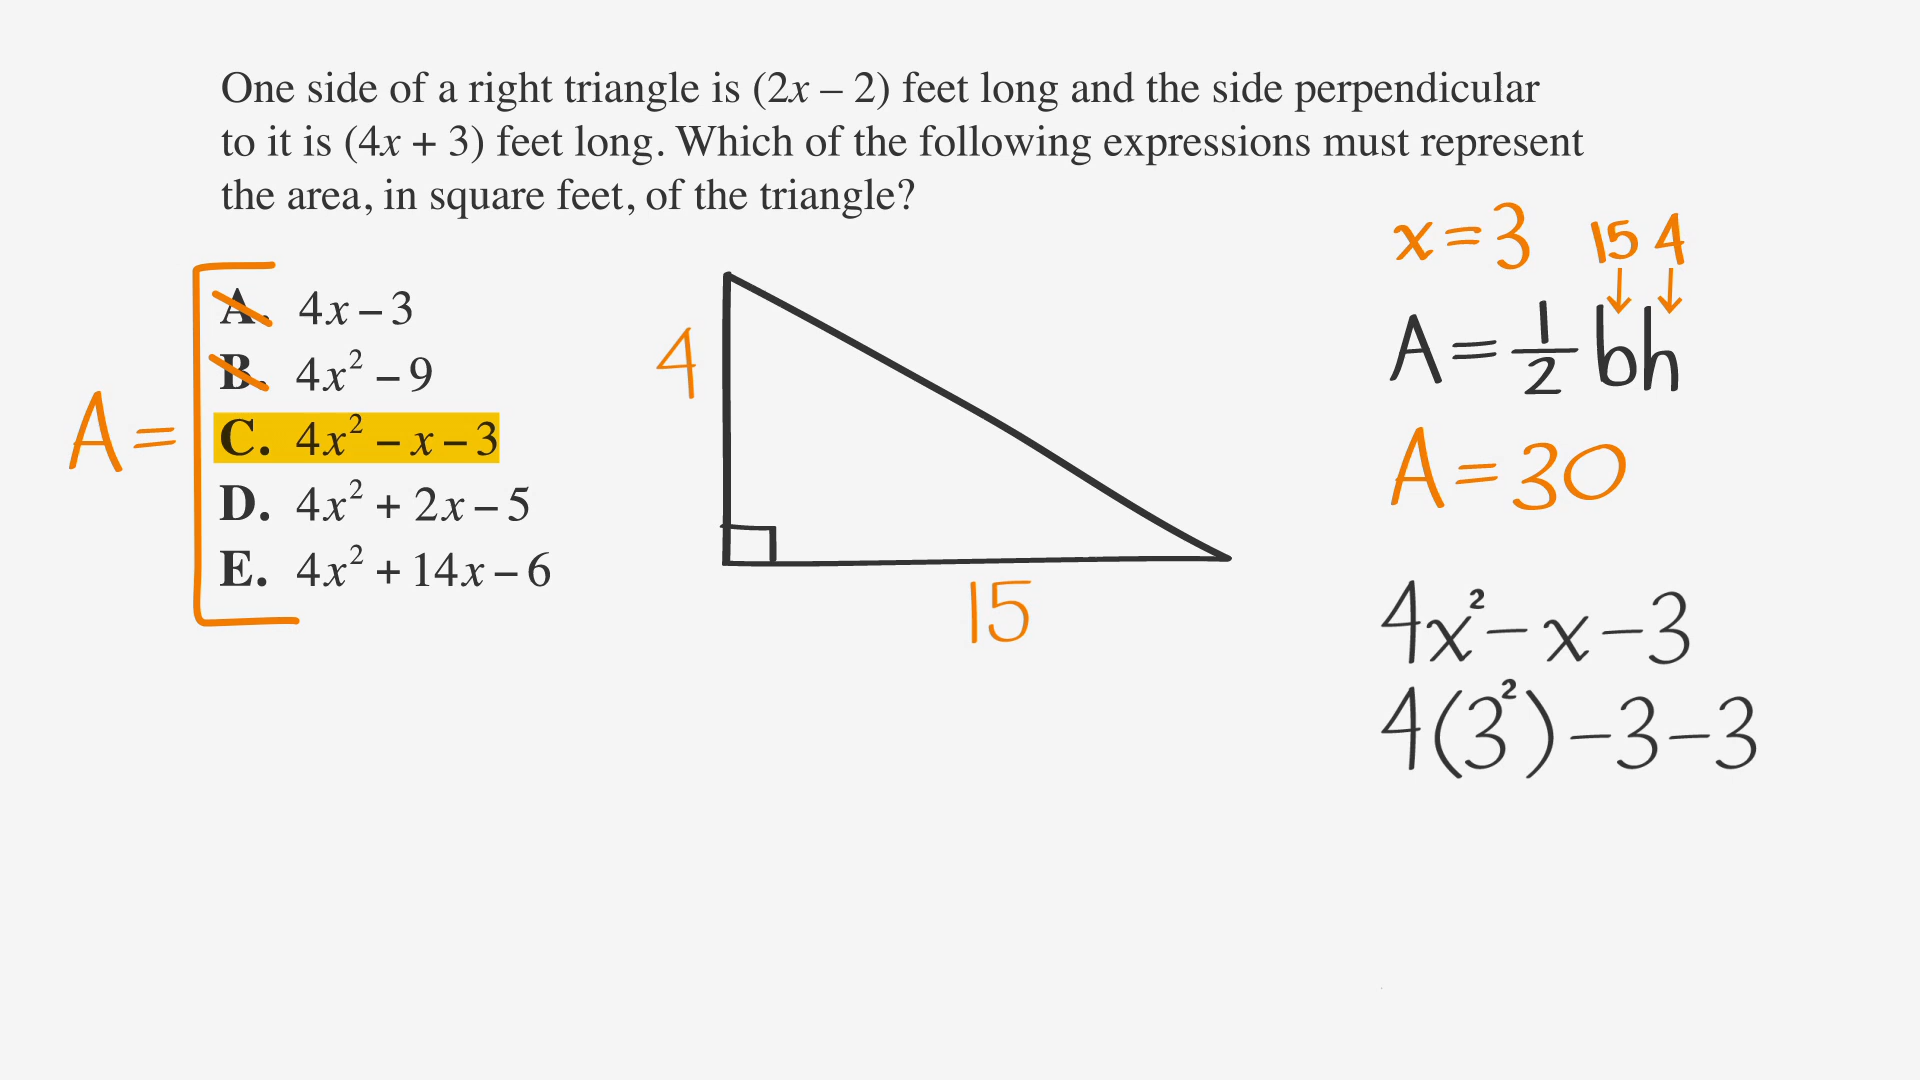 One side of a right triangle is (2x – 2) feet long and the side perpendicular
to it is (4x + 3) feet long. Which of the following expressions must represent
the area, in square feet, of the triangle?
A =
A. 4x – 3
B. 4x² – 9
C. 4x² – x – 3
D. 4x² + 2x – 5
E. 4x² + 14x – 6
4
15
x = 3
15 4
A = 1/2 bh
A = 30
4x² – x – 3
4(3²) – 3 – 3